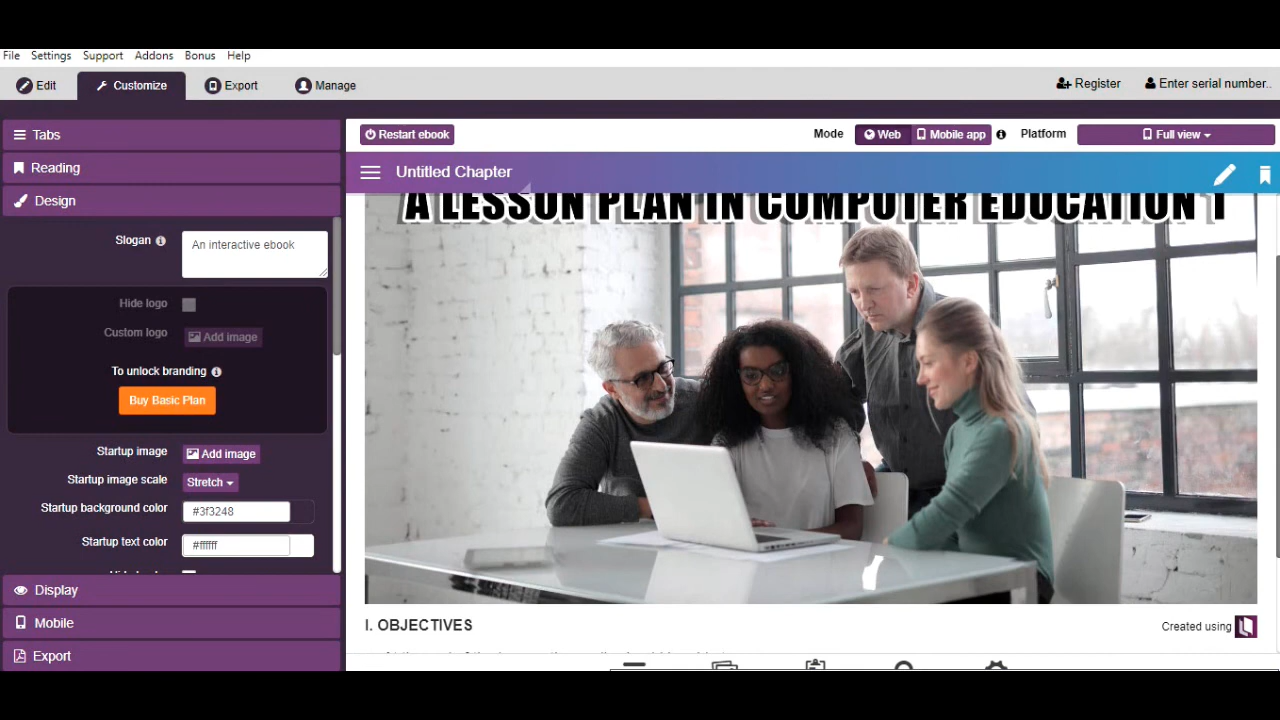 File Settings Support Addons Bonus Help
Edit Customize Export Manage Register Enter serial number..
Tabs
Restart ebook Mode Web Mobile app Platform Full view
Reading
Untitled Chapter
Design
A LESSON PLAN IN COMPUTER EDUCATION 1
Slogan An interactive ebook
Hide logo
Custom logo Add image
To unlock branding
Buy Basic Plan
Startup image Add image
Startup image scale Stretch
Startup background color #3f3248
Startup text color #ffffff
Display
Mobile
Export
I. OBJECTIVES
Created using